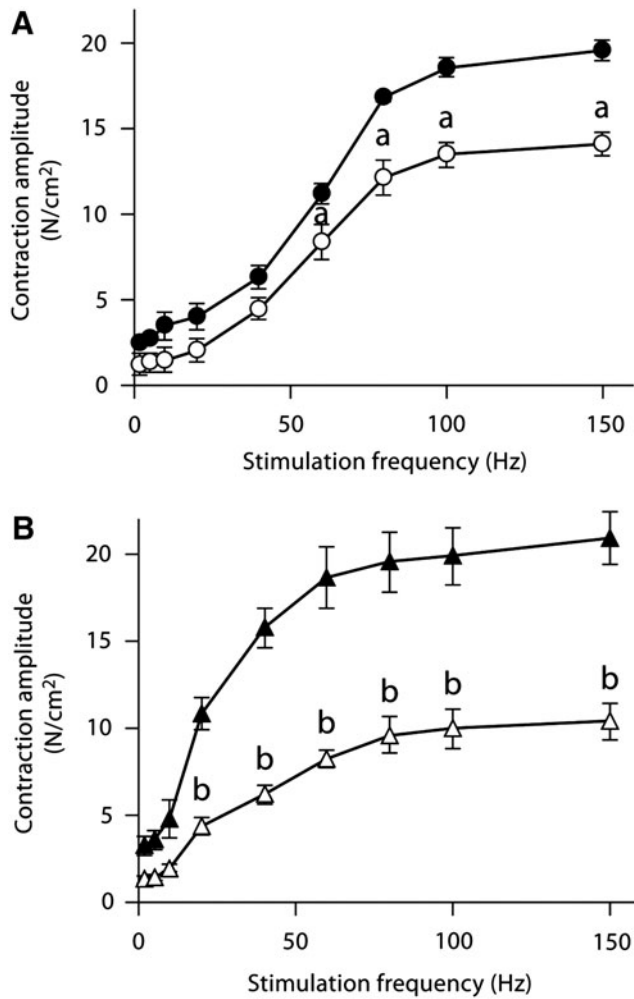 A
Contraction amplitude
(N/cm²)
20
15
10
5
0
a
a
a
a
0
50
100
150
Stimulation frequency (Hz)
B
Contraction amplitude
(N/cm²)
20
15
10
5
0
b
b
b
b
b
b
0
50
100
150
Stimulation frequency (Hz)